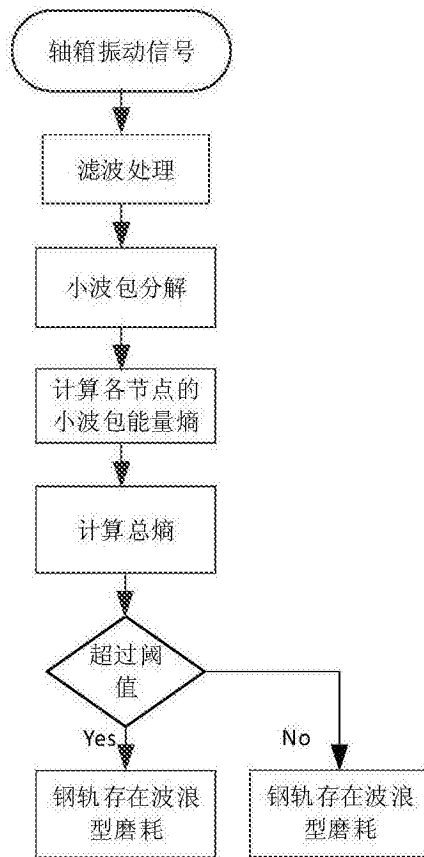 轴箱振动信号
滤波处理
小波包分解
计算各节点的
小波包能量熵
计算总熵
超过阈
值
Yes
No
钢轨存在波浪
型磨耗
钢轨存在波浪
型磨耗